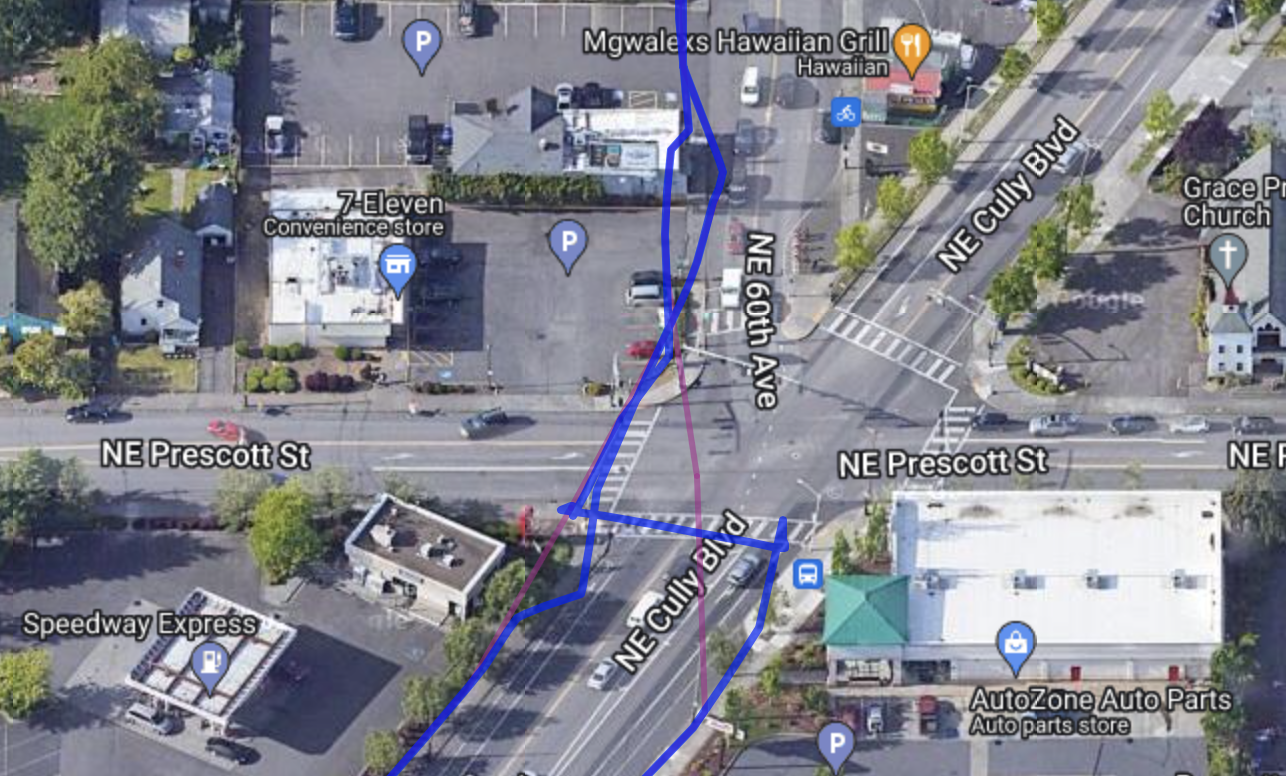 P
Mgwalexs Hawaiian Grill
Hawaiian
NE Cully Blvd
7-Eleven
Convenience store
P
Grace Pr
Church
NE 60th Ave
NE Prescott St
NE Prescott St
NE P
NE Cully Blvd
Speedway Express
AutoZone Auto Parts
Auto parts store
P